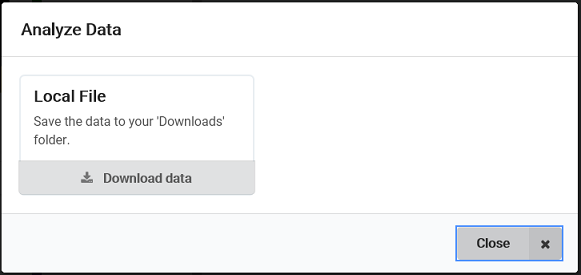 Analyze Data
Local File
Save the data to your 'Downloads'
folder.
Download data
Close